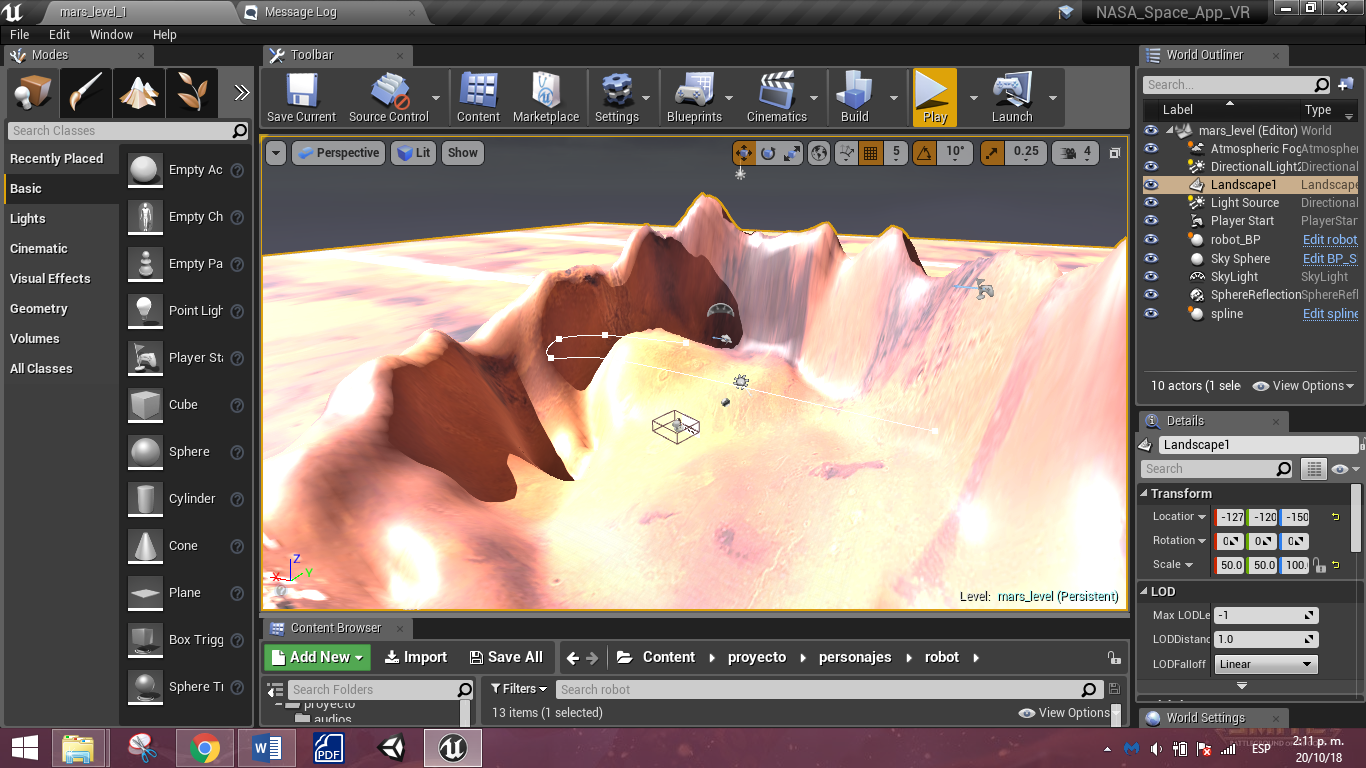 mars_level_1
Message Log
NASA_Space_App_VR
File Edit Window Help
Modes
Toolbar
World Outliner
Save Current
Source Control
Content
Marketplace
Settings
Blueprints
Cinematics
Build
Play
Launch
Search Classes
Recently Placed
Basic
Lights
Cinematic
Visual Effects
Geometry
Volumes
All Classes
Empty Ac
Empty Ch
Empty Pa
Point Ligh
Player Sta
Cube
Sphere
Cylinder
Cone
Plane
Box Trigg
Sphere Tr
Perspective
Lit
Show
5
10°
0.25
4
X
Y
Z
Level: mars_level (Persistent)
Search...
Label Type
mars_level (Editor) World
Atmospheric Fog Atmospher
DirectionalLight2 Directional
Landscape1 Landscape
Light Source Directional
Player Start PlayerStar
robot_BP Edit robot
Sky Sphere Edit BP_S
SkyLight SkyLight
SphereReflection SphereRefl
spline Edit spline
10 actors (1 sele View Options
Details
Landscape1
Search
Transform
Location -127 -120 -150
Rotation 0 0 0
Scale 50.0 50.0 100.
LOD
Max LODLe -1
LODDistanc 1.0
LODFalloff Linear
World Settings
Content Browser
Add New Import Save All
Content proyecto personajes robot
Search Folders
Filters
Search robot
proyecto
audios
13 items (1 selected)
View Options
PDF
ESP
2:11 p. m.
20/10/18